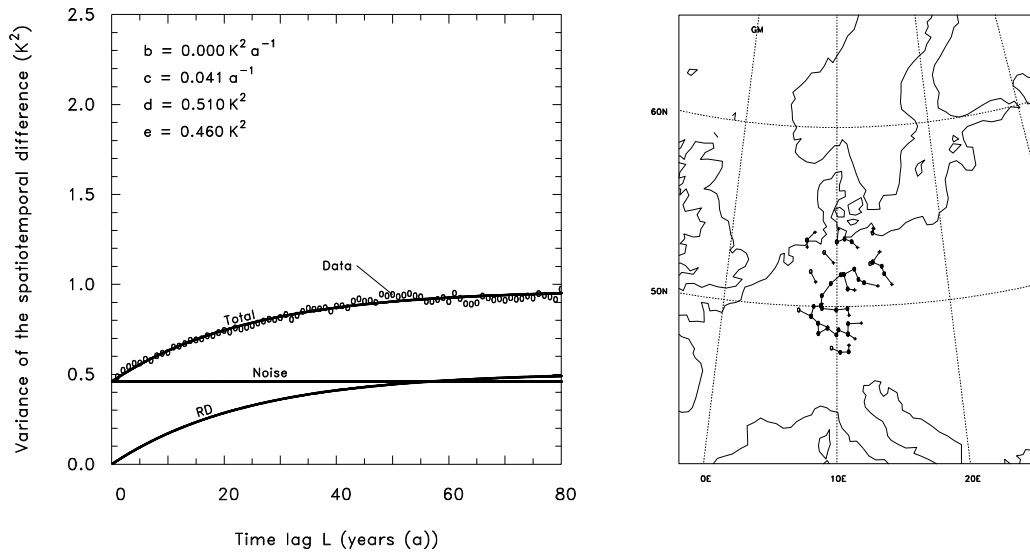 Variance of the spatiotemporal difference (K²)
2.5
2.0
1.5
1.0
0.5
0.0
b = 0.000 K² a⁻¹
c = 0.041 a⁻¹
d = 0.510 K²
e = 0.460 K²
Data
Total
Noise
RD
0 20 40 60 80
Time lag L (years (a))
GM
60N
50N
0E 10E 20E